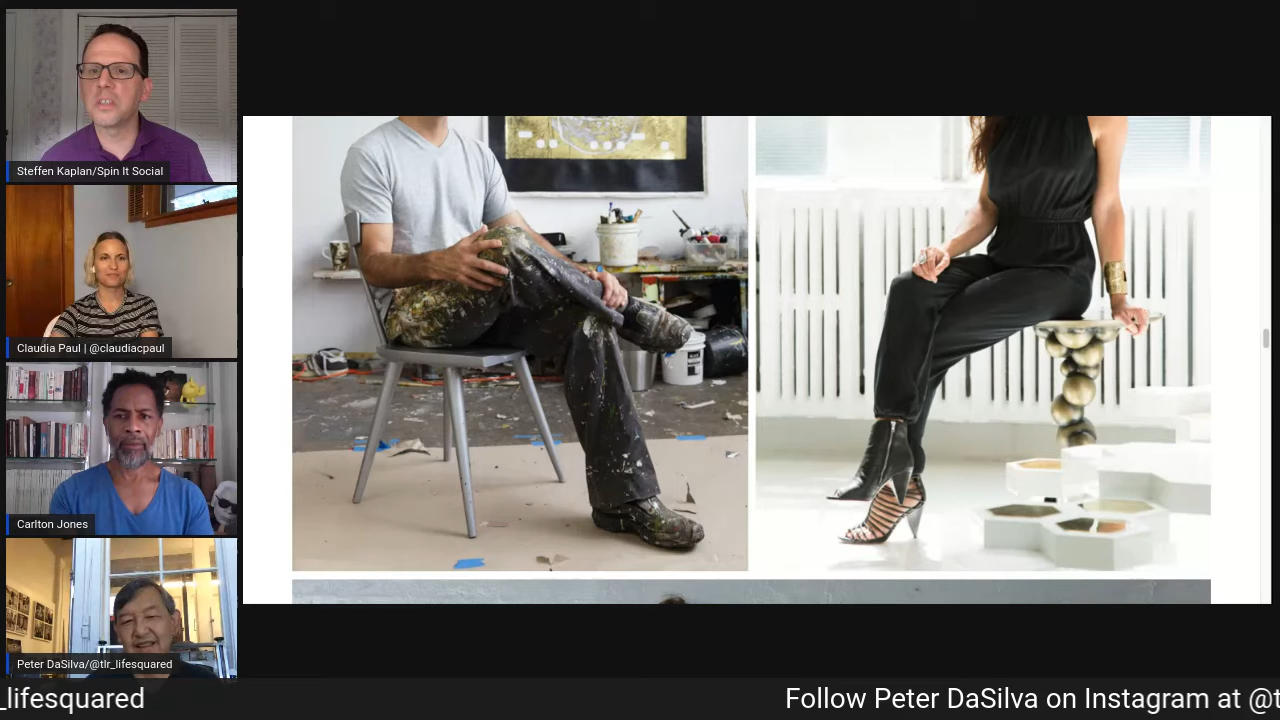 Steffen Kaplan/Spin It Social
Claudia Paul | @claudiacpaul
Carlton Jones
Peter DaSilva/@tlr_lifesquared
_lifesquared
Follow Peter DaSilva on Instagram at @t